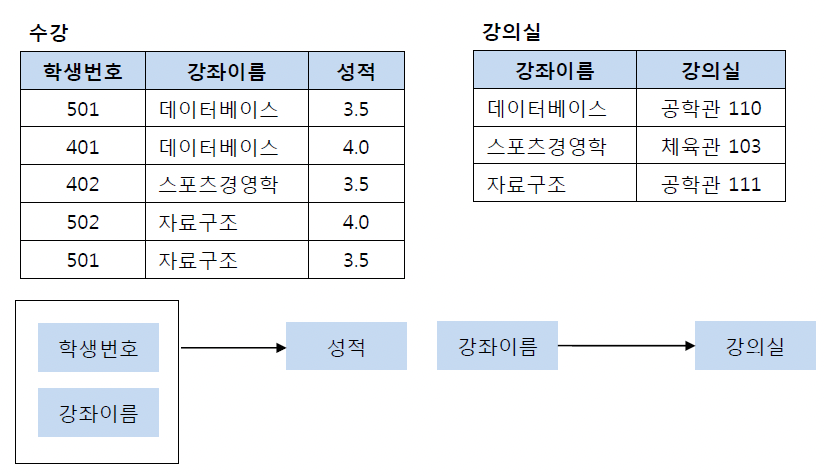 수강
학생번호 강좌이름 성적
501 데이터베이스 3.5
401 데이터베이스 4.0
402 스포츠경영학 3.5
502 자료구조 4.0
501 자료구조 3.5
강의실
강좌이름 강의실
데이터베이스 공학관 110
스포츠경영학 체육관 103
자료구조 공학관 111
학생번호
강좌이름
성적
강좌이름
강의실